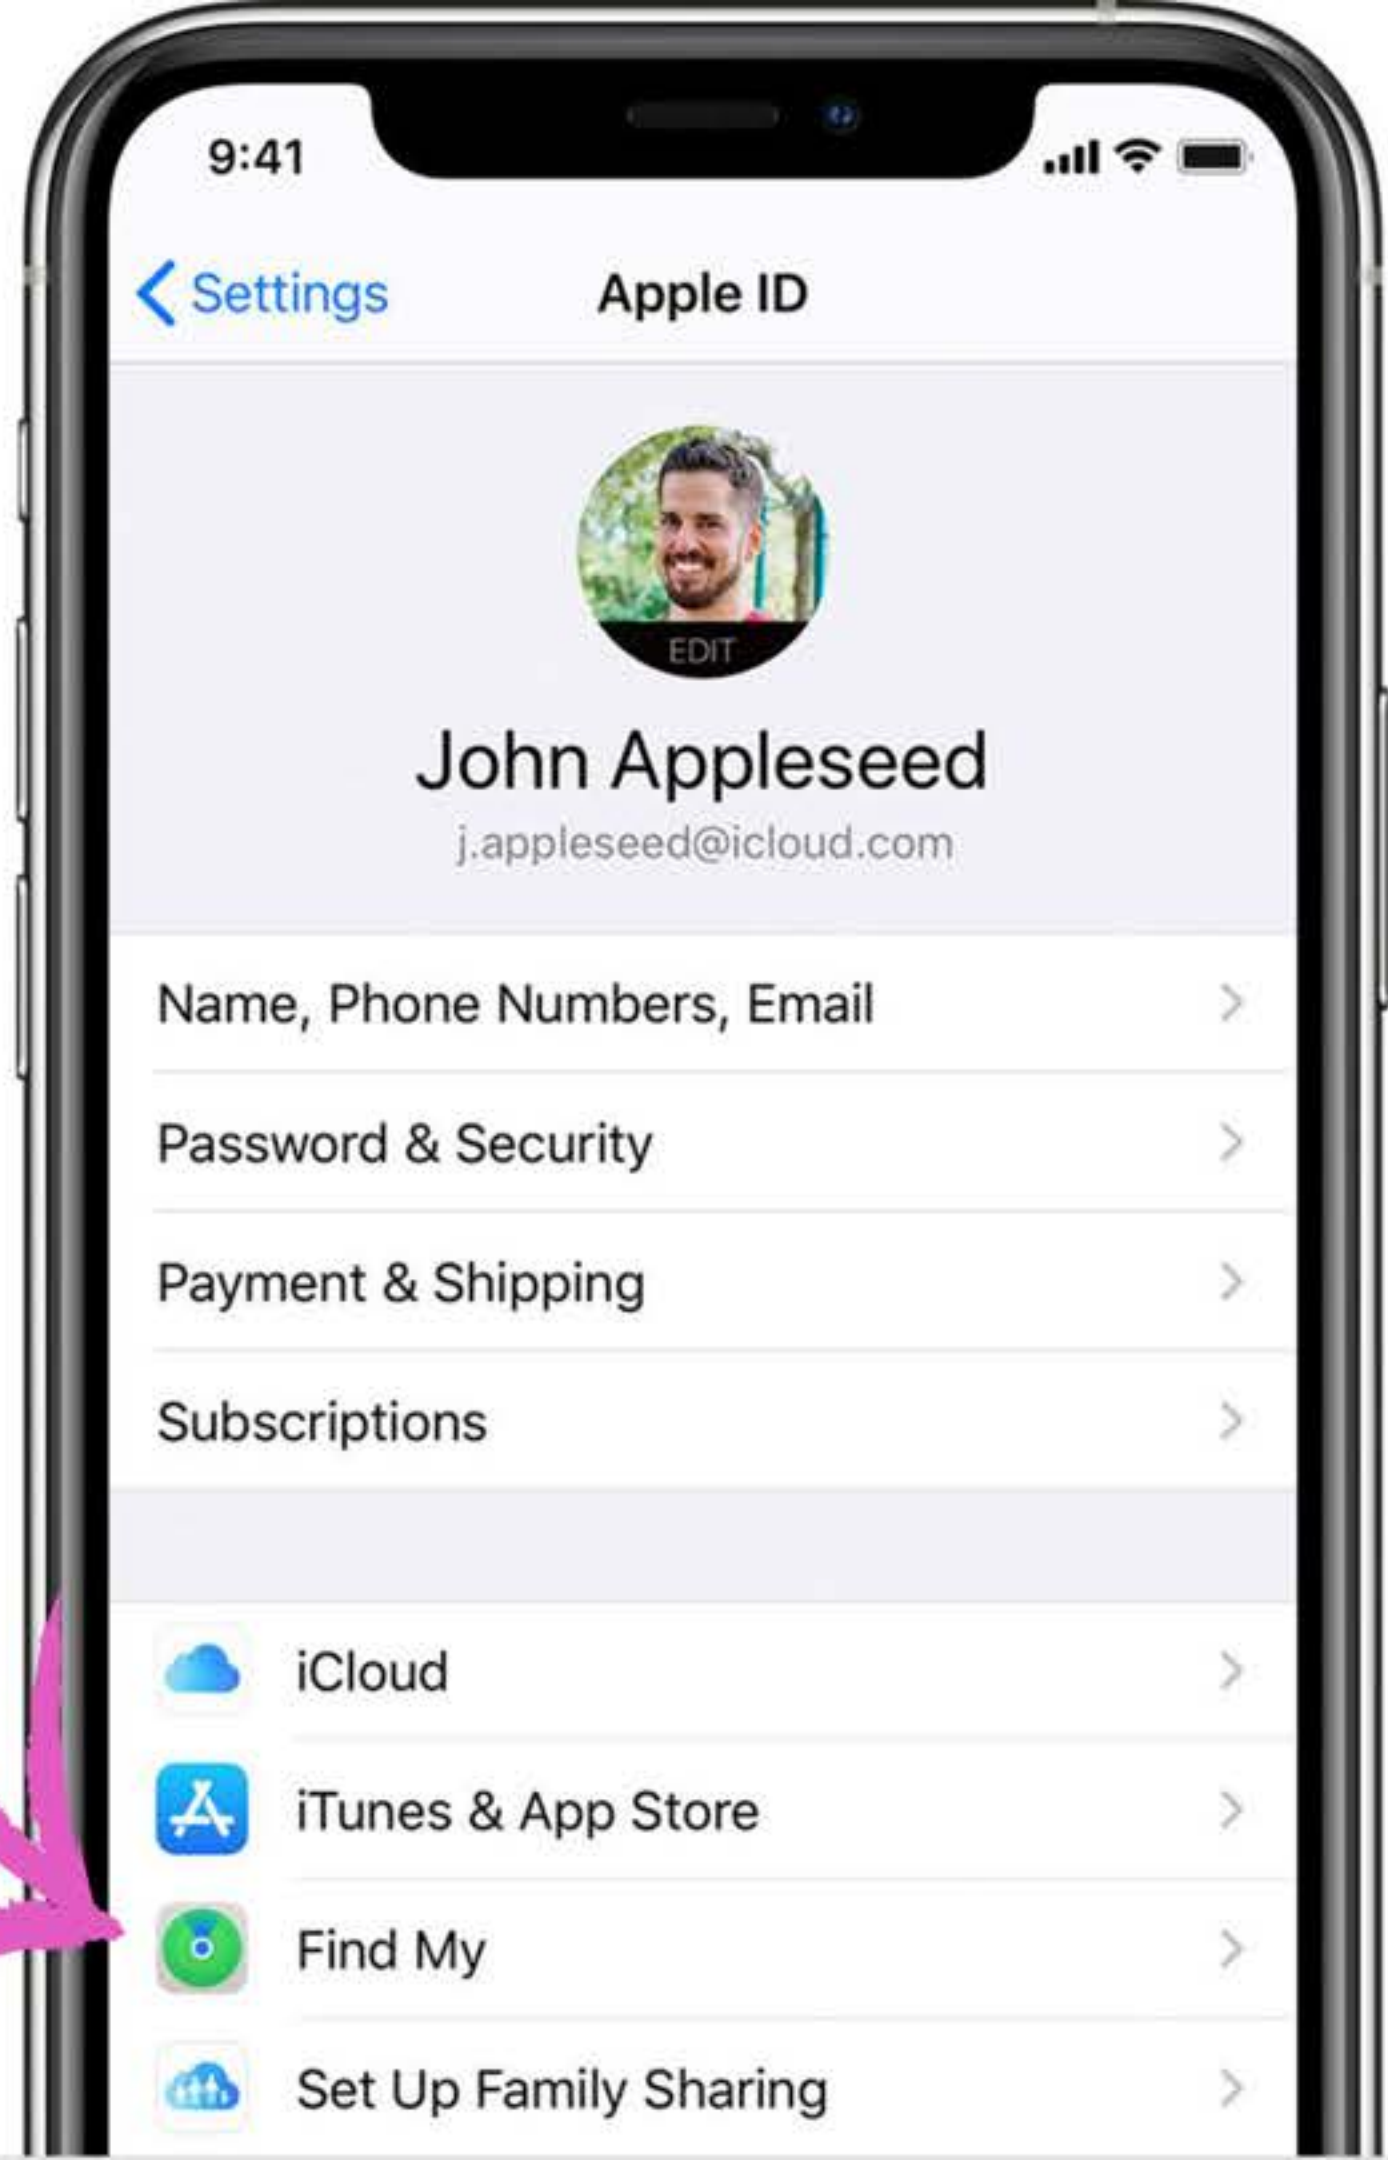 9:41
Settings
Apple ID
EDIT
John Appleseed
j.appleseed@icloud.com
Name, Phone Numbers, Email
Password & Security
Payment & Shipping
Subscriptions
iCloud
iTunes & App Store
Find My
Set Up Family Sharing